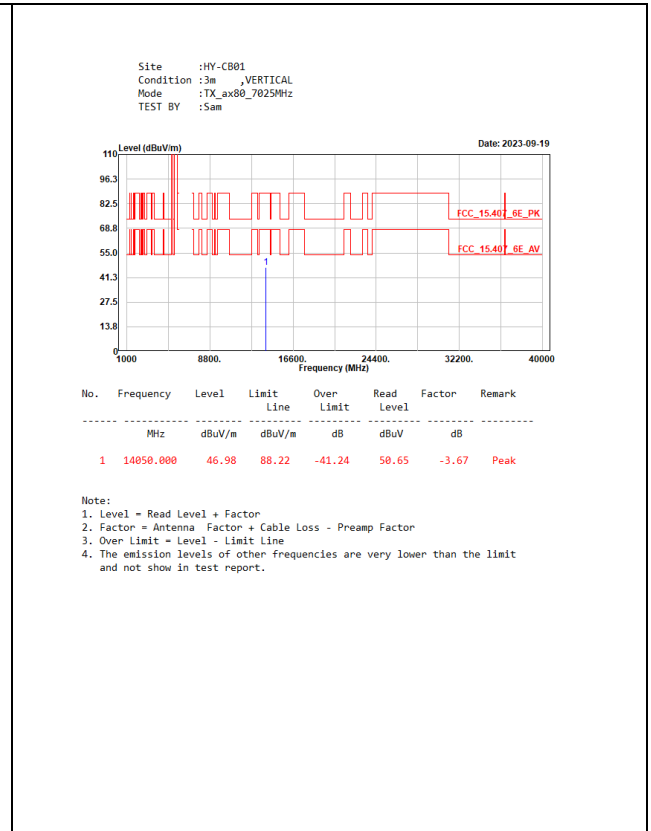 Site :HY-CB01
Condition :3m ,VERTICAL
Mode :TX_ax80_7025MHz
TEST BY :Sam
Level (dBuV/m) Date: 2023-09-19
110
96.3
82.5
FCC_15.407_6E_PK
68.8
FCC_15.407_6E_AV
55.0
1
41.3
27.5
13.8
0
1000 8800. 16600. 24400. 32200. 40000
Frequency (MHz)
No. Frequency Level Limit Over Read Factor Remark
Line Limit Level
------ ----------- -------- --------- --------- --------- -------- ---------
MHz dBuV/m dBuV/m dB dBuV dB
1 14050.000 46.98 88.22 -41.24 50.65 -3.67 Peak
Note:
1. Level = Read Level + Factor
2. Factor = Antenna Factor + Cable Loss - Preamp Factor
3. Over Limit = Level - Limit Line
4. The emission levels of other frequencies are very lower than the limit
and not show in test report.